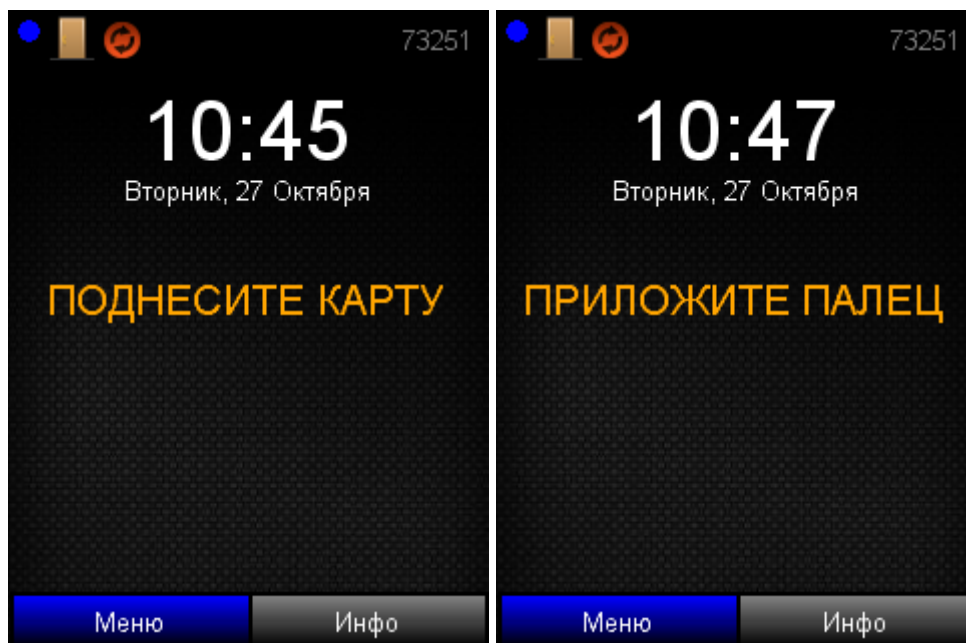 73251
10:45
Вторник, 27 Октября
ПОДНЕСИТЕ КАРТУ
Меню Инфо
73251
10:47
Вторник, 27 Октября
ПРИЛОЖИТЕ ПАЛЕЦ
Меню Инфо